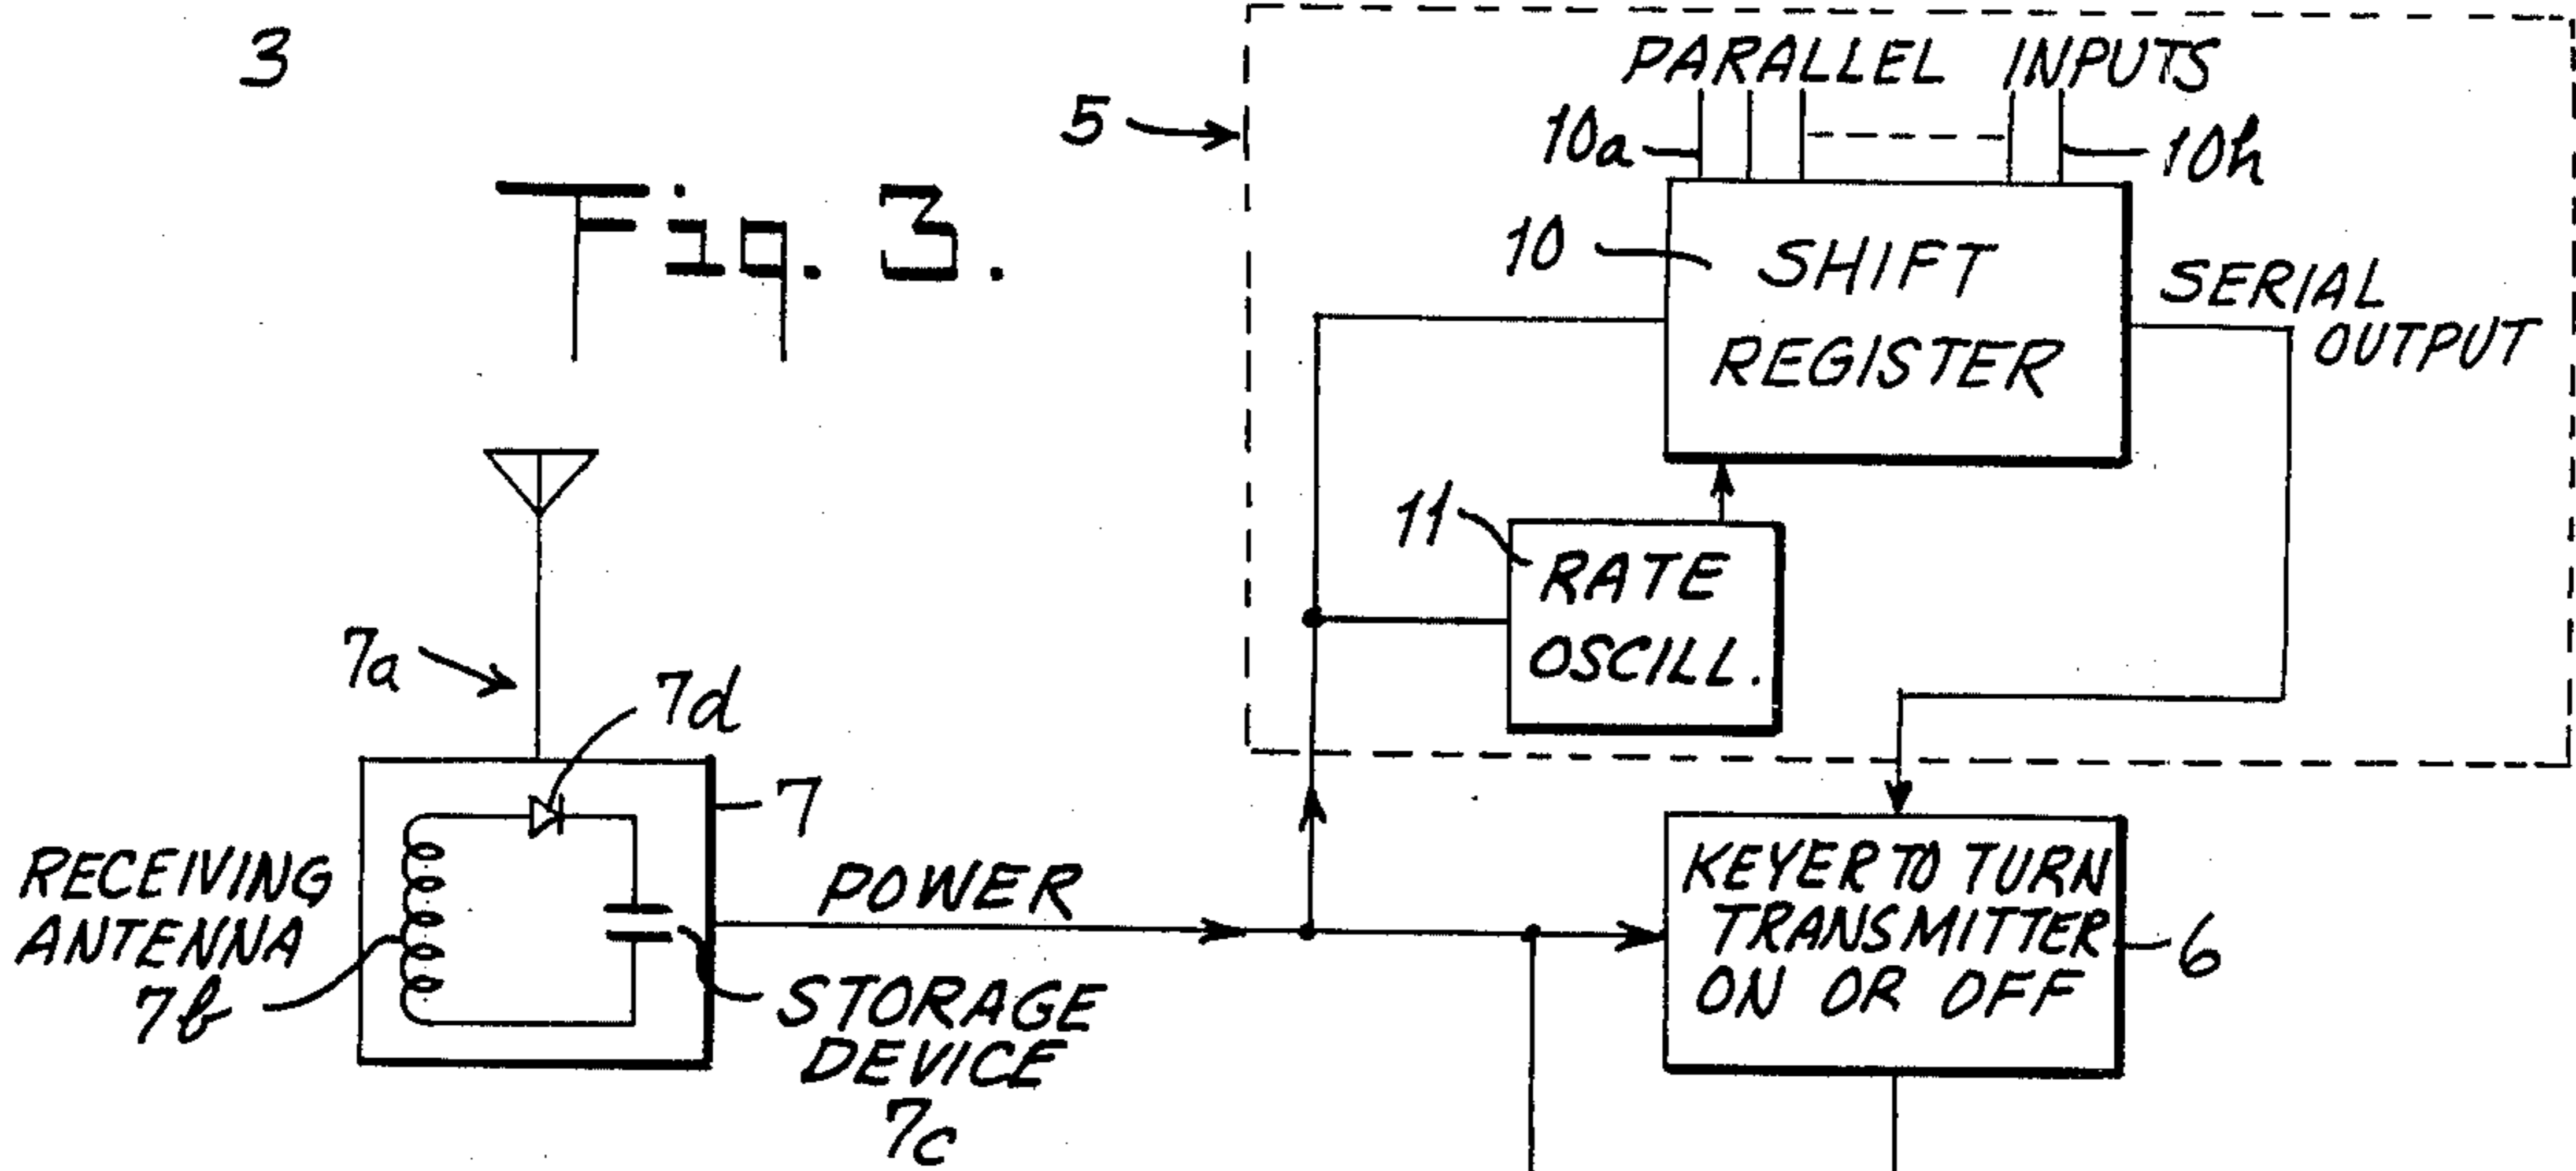 3
Fig. 3.
5
PARALLEL INPUTS
10a
10h
10
SHIFT
REGISTER
SERIAL
OUTPUT
11
RATE
OSCILL.
7a
7d
7
RECEIVING
ANTENNA
7b
POWER
STORAGE
DEVICE
7c
KEYER TO TURN
TRANSMITTER
ON OR OFF
6